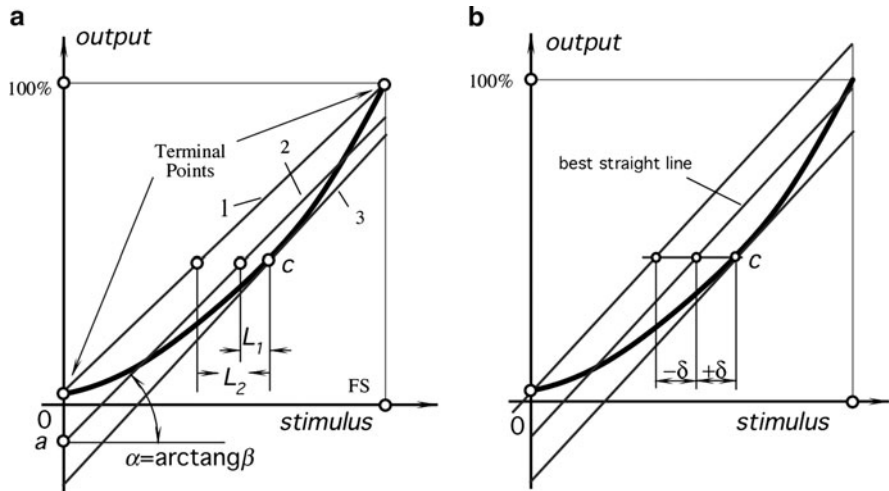 a
output
100%
Terminal
Points
1
2
3
c
L1
L2
FS
0
stimulus
a
α=arctangβ
b
output
100%
best straight line
c
-δ
+δ
0
stimulus